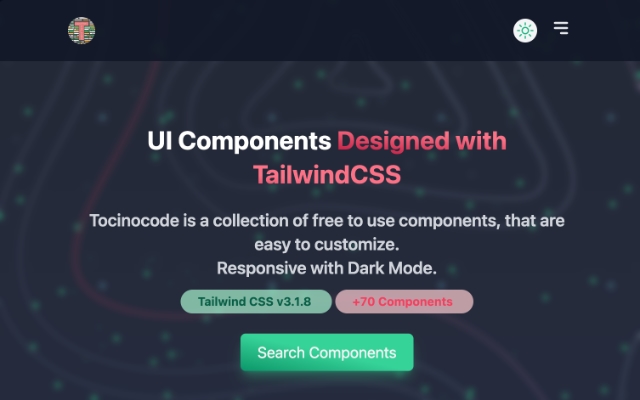 T
UI Components Designed with
TailwindCSS
Tocinocode is a collection of free to use components, that are
easy to customize.
Responsive with Dark Mode.
Tailwind CSS v3.1.8
+70 Components
Search Components